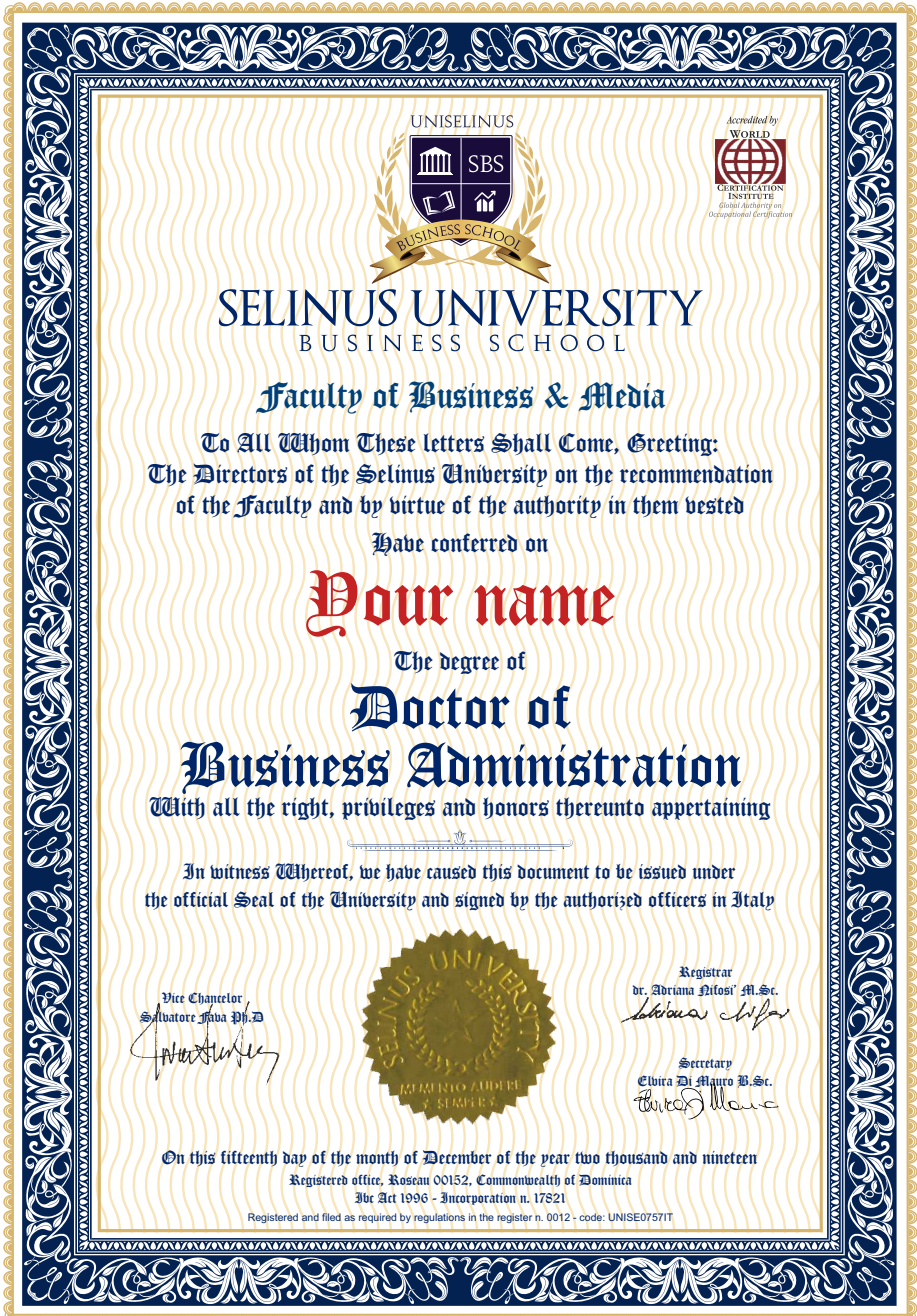 UNISELINUS
SBS
BUSINESS SCHOOL
Accredited by
WORLD
CERTIFICATION
INSTITUTE
Global Authority on
Occupational Certification
SELINUS UNIVERSITY
BUSINESS SCHOOL
Faculty of Business & Media
To All Whom These letters Shall Come, Greeting:
The Directors of the Selinus University on the recommendation
of the Faculty and by virtue of the authority in them vested
Have conferred on
Your name
The degree of
Doctor of
Business Administration
With all the right, privileges and honors thereunto appertaining
In witness Whereof, we have caused this document to be issued under
the official Seal of the University and signed by the authorized officers in Italy
Vice Chancelor
Salvatore Fava Ph.D
SELINUS UNIVERSITY
MEMENTO AUDERE
SEMPER
Registrar
dr. Adriana Nifosi' M.Sc.
Secretary
Elvira Di Mauro B.Sc.
On this fifteenth day of the month of December of the year two thousand and nineteen
Registered office, Roseau 00152, Commonwealth of Dominica
Ibc Act 1996 - Incorporation n. 17821
Registered and filed as required by regulations in the register n. 0012 - code: UNISE0757IT